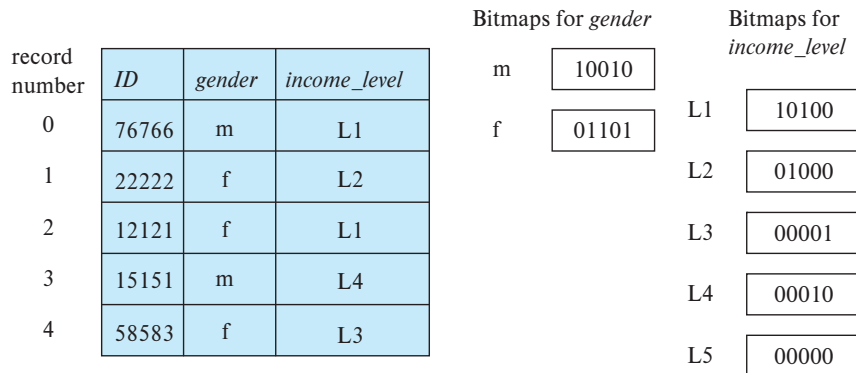 record
number
ID gender income_level
0 76766 m L1
1 22222 f L2
2 12121 f L1
3 15151 m L4
4 58583 f L3
Bitmaps for gender
m 10010
f 01101
Bitmaps for
income_level
L1 10100
L2 01000
L3 00001
L4 00010
L5 00000